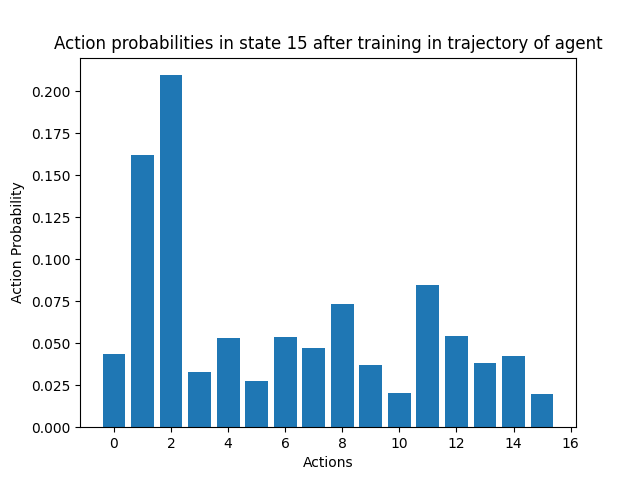 Action probabilities in state 15 after training in trajectory of agent
0.200
0.175
0.150
0.125
0.100
0.075
0.050
0.025
0.000
Action Probability
0 2 4 6 8 10 12 14 16
Actions